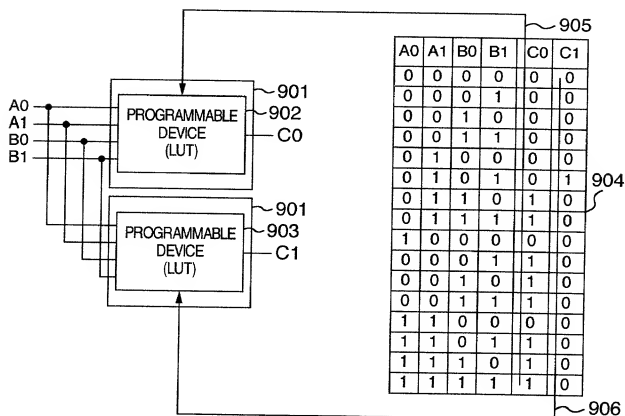 905
A0 A1 B0 B1 C0 C1
0 0 0 0 0 0
0 0 0 1 0 0
0 0 1 0 0 0
0 0 1 1 0 0
0 1 0 0 0 0
0 1 0 1 0 1
0 1 1 0 1 0
0 1 1 1 1 0
1 0 0 0 0 0
0 0 0 1 1 0
0 0 1 0 1 0
0 0 1 1 1 0
1 1 0 0 0 0
1 1 0 1 1 0
1 1 1 0 1 0
1 1 1 1 1 0
904
906
A0
A1
B0
B1
901
902
PROGRAMMABLE
DEVICE
(LUT)
C0
901
903
PROGRAMMABLE
DEVICE
(LUT)
C1